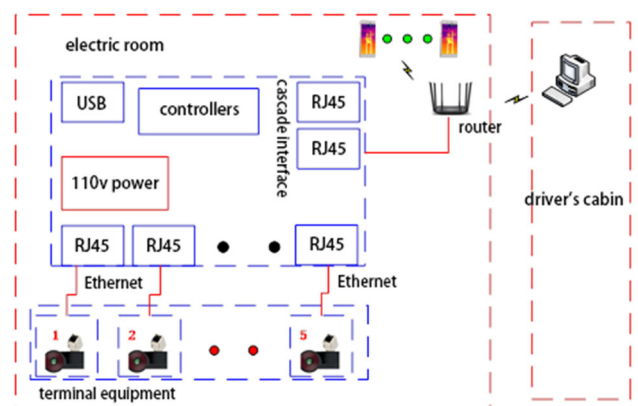 electric room
USB
controllers
cascade interface
RJ45
RJ45
router
110v power
driver's cabin
RJ45
RJ45
RJ45
Ethernet
Ethernet
1
2
5
terminal equipment